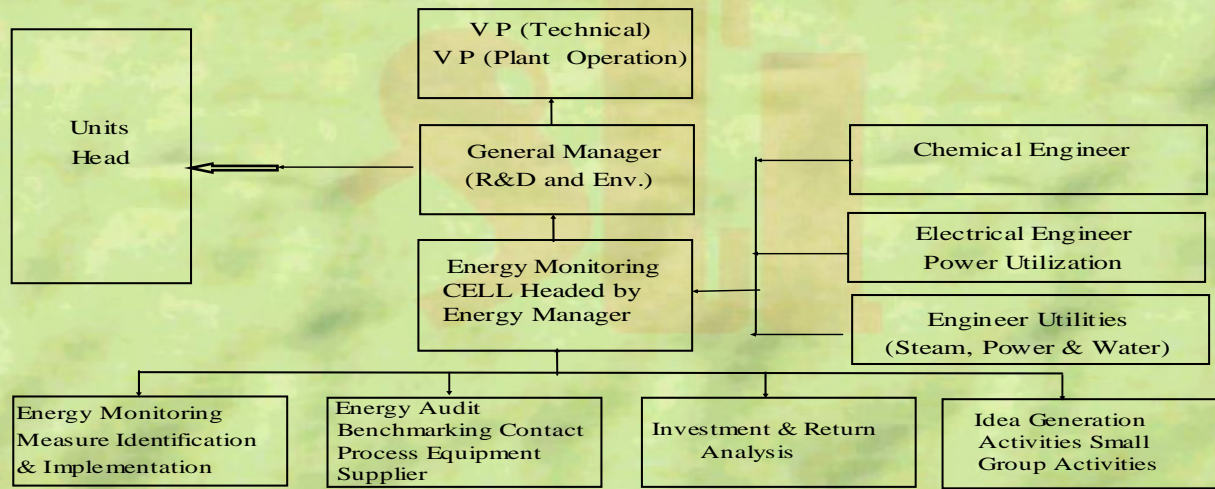 V P (Technical)
V P (Plant Operation)
Units
Head
General Manager
(R&D and Env.)
Chemical Engineer
Electrical Engineer
Power Utilization
Energy Monitoring
CELL Headed by
Energy Manager
Engineer Utilities
(Steam, Power & Water)
Energy Monitoring
Measure Identification
& Implementation
Energy Audit
Benchmarking Contact
Process Equipment
Supplier
Investment & Return
Analysis
Idea Generation
Activities Small
Group Activities